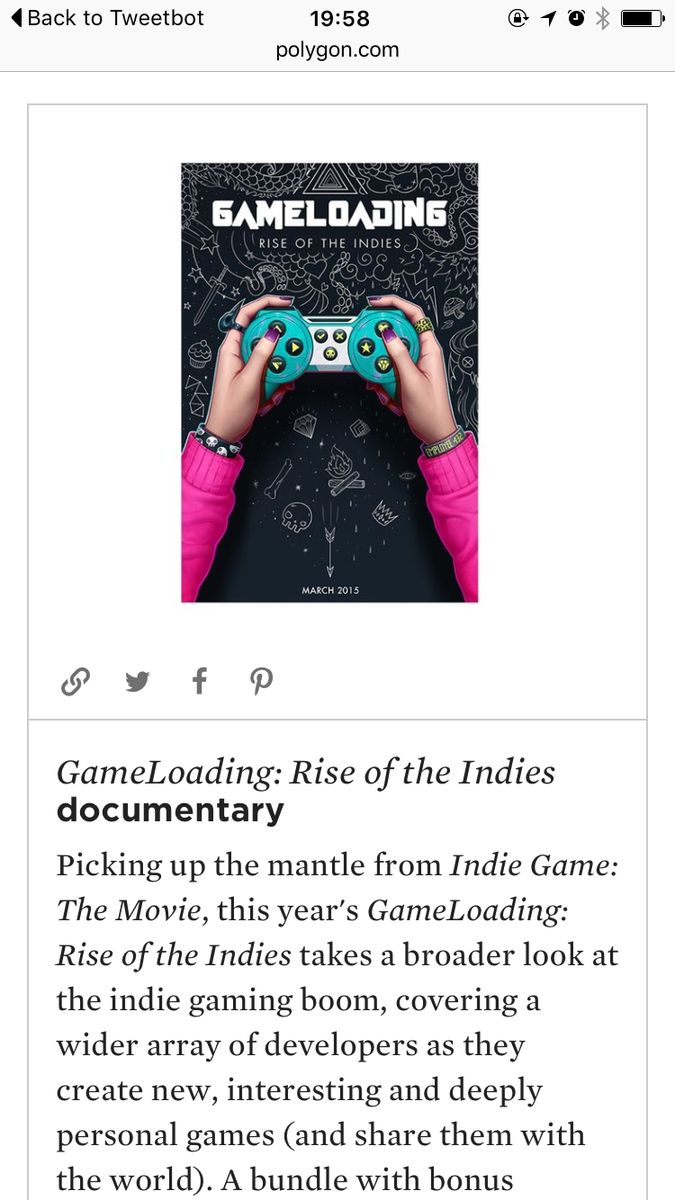 Back to Tweetbot
19:58
polygon.com
GAMELOADING
RISE OF THE INDIES
MARCH 2015
GameLoading: Rise of the Indies
documentary
Picking up the mantle from Indie Game:
The Movie, this year's GameLoading:
Rise of the Indies takes a broader look at
the indie gaming boom, covering a
wider array of developers as they
create new, interesting and deeply
personal games (and share them with
the world). A bundle with bonus